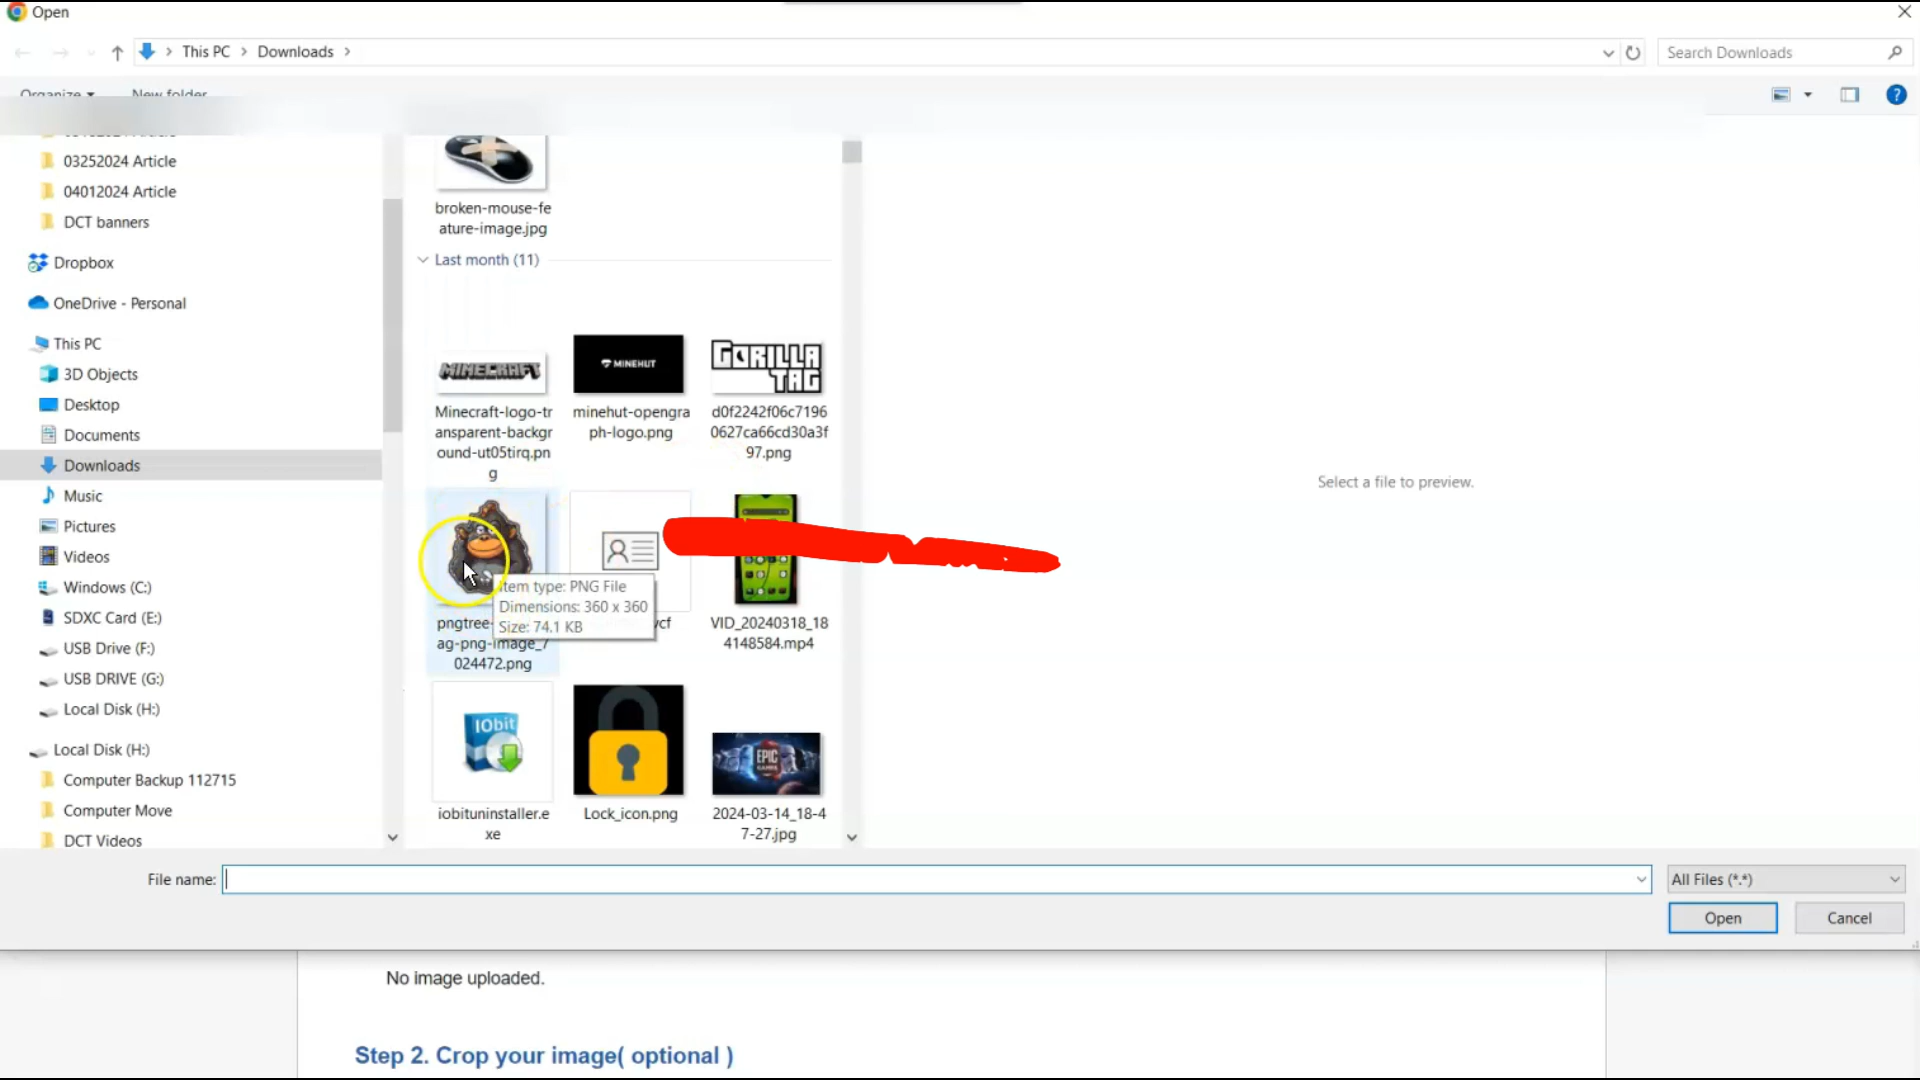 Open
This PC > Downloads >
Search Downloads
Organize
New folder
?
03252024 Article
04012024 Article
DCT banners
Dropbox
OneDrive - Personal
This PC
3D Objects
Desktop
Documents
Downloads
Music
Pictures
Videos
Windows (C:)
SDXC Card (E:)
USB Drive (F:)
USB DRIVE (G:)
Local Disk (H:)
Local Disk (H:)
Computer Backup 112715
Computer Move
DCT Videos
broken-mouse-fe
ature-image.jpg
Last month (11)
MINECRAFT
MINEHUT
GORILLA
TAG
Minecraft-logo-tr
ansparent-backgr
ound-ut05tirq.pn
g
minehut-opengra
ph-logo.png
d0f2242f06c7196
0627ca66cd30a3f
97.png
Item type: PNG File
Dimensions: 360 x 360
Size: 74.1 KB
pngtree-
ag-png-image_7
024472.png
vcf
VID_20240318_18
4148584.mp4
IObit
EPIC
GAMES
iobituninstaller.e
xe
Lock_icon.png
2024-03-14_18-4
7-27.jpg
Select a file to preview.
File name:
All Files (*.*)
Open
Cancel
No image uploaded.
Step 2. Crop your image( optional )